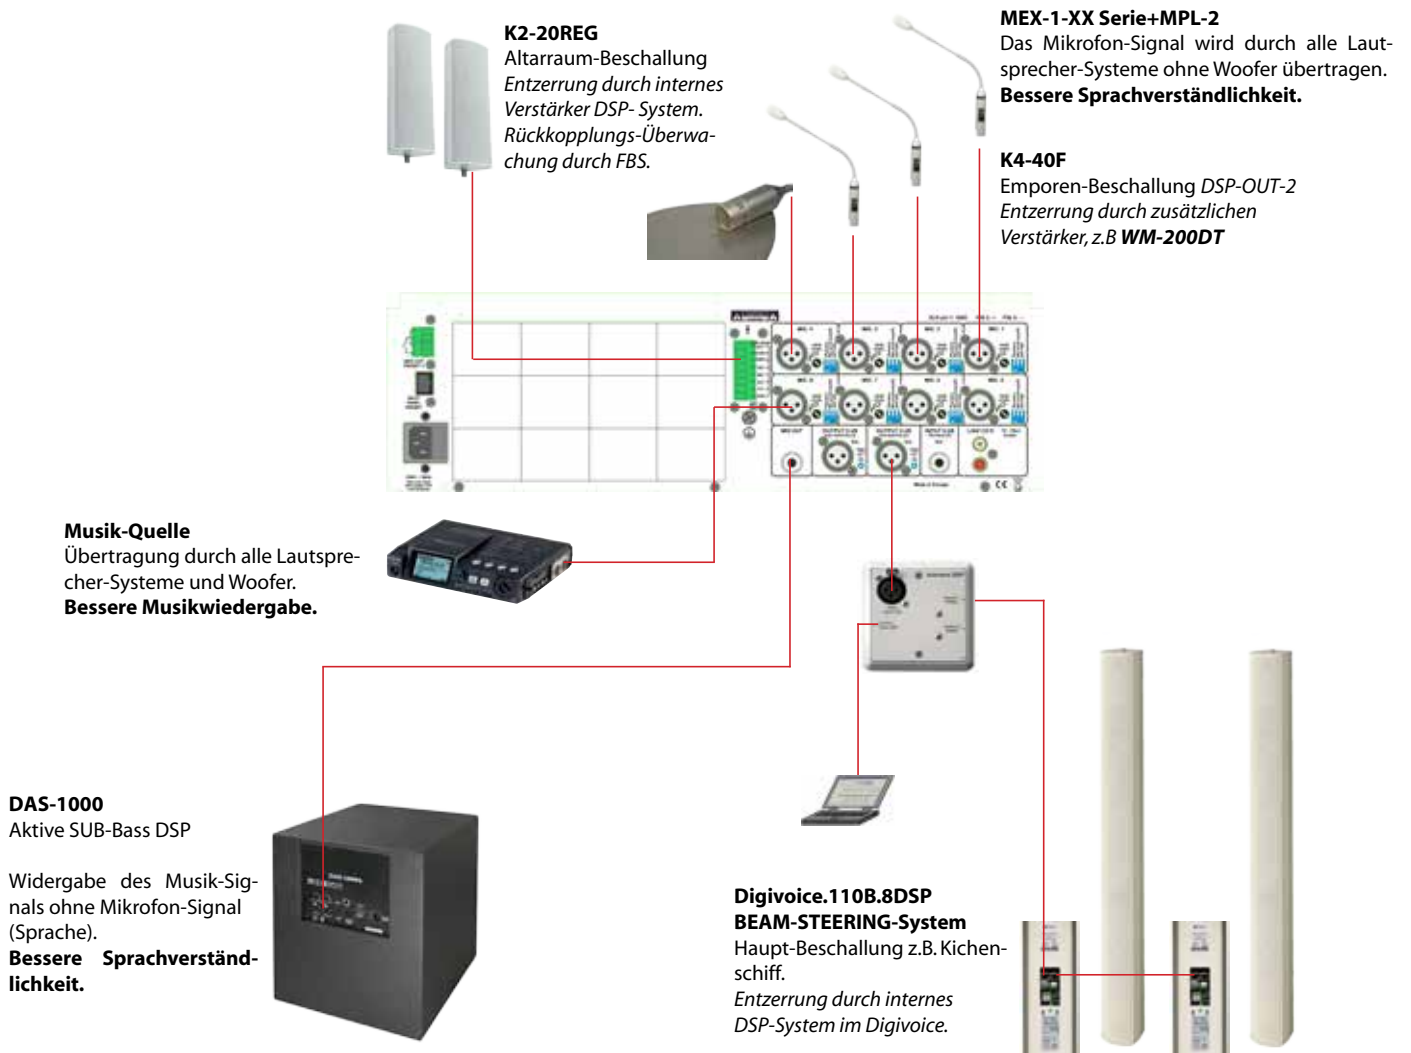 K2-20REG
Altarraum-Beschallung
Entzerrung durch internes
Verstärker DSP- System.
Rückkopplungs-Überwa-
chung durch FBS.
MEX-1-XX Serie+MPL-2
Das Mikrofon-Signal wird durch alle Laut-
sprecher-Systeme ohne Woofer übertragen.
Bessere Sprachverständlichkeit.
K4-40F
Emporen-Beschallung DSP-OUT-2
Entzerrung durch zusätzlichen
Verstärker, z.B WM-200DT
Musik-Quelle
Übertragung durch alle Lautspre-
cher-Systeme und Woofer.
Bessere Musikwiedergabe.
DAS-1000
Aktive SUB-Bass DSP
Widergabe des Musik-Sig-
nals ohne Mikrofon-Signal
(Sprache).
Bessere Sprachverständ-
lichkeit.
Digivoice.110B.8DSP
BEAM-STEERING-System
Haupt-Beschallung z.B. Kichen-
schiff.
Entzerrung durch internes
DSP-System im Digivoice.